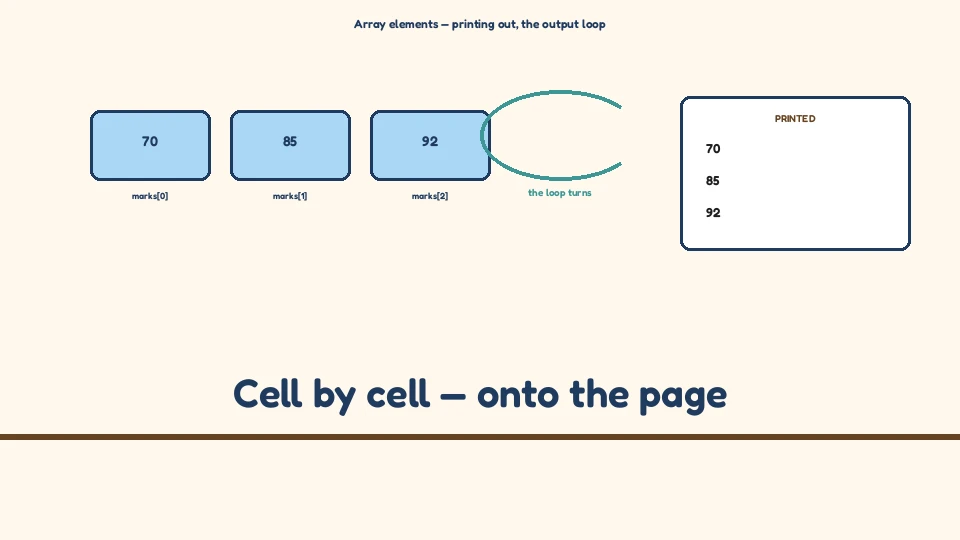 Array elements — printing out, the output loop
70
85
92
marks[0]
marks[1]
marks[2]
the loop turns
PRINTED
70
85
92
Cell by cell — onto the page